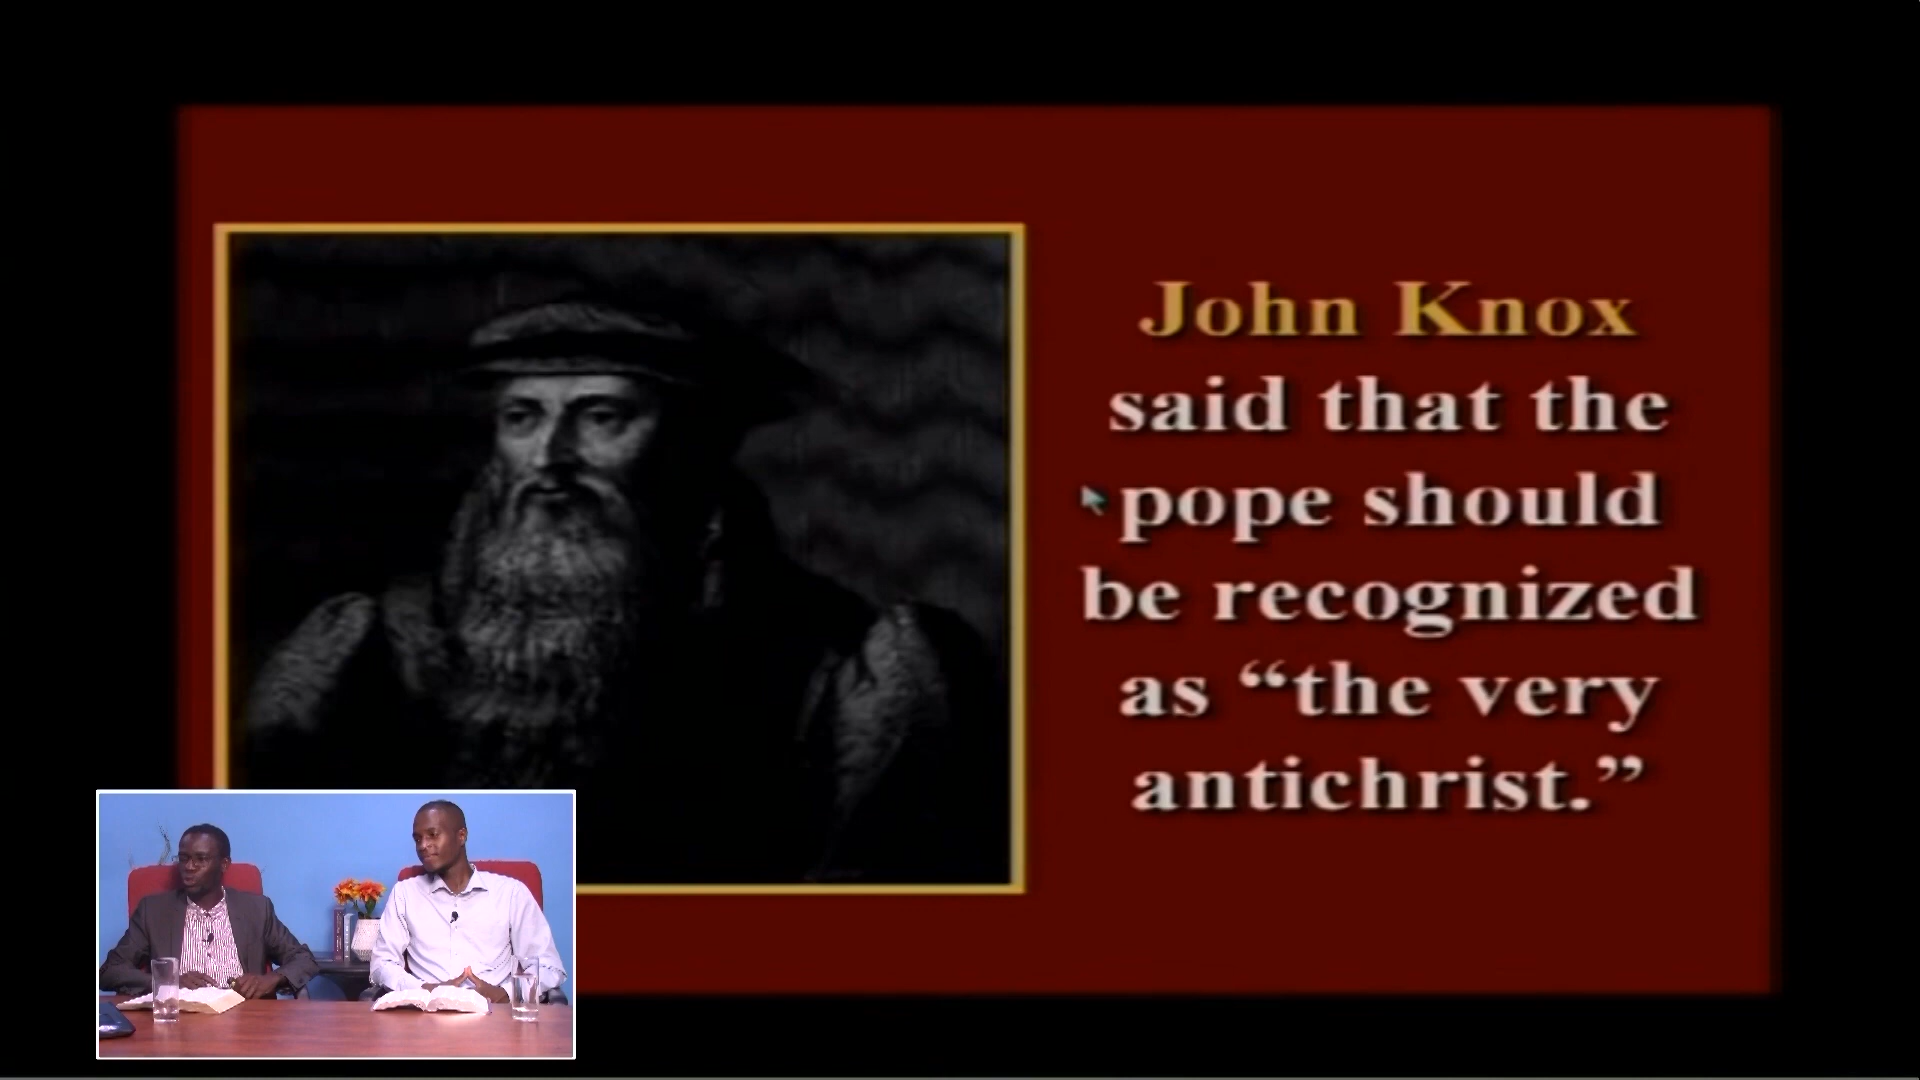 John Knox
said that the
pope should
be recognized
as “the very
antichrist.”